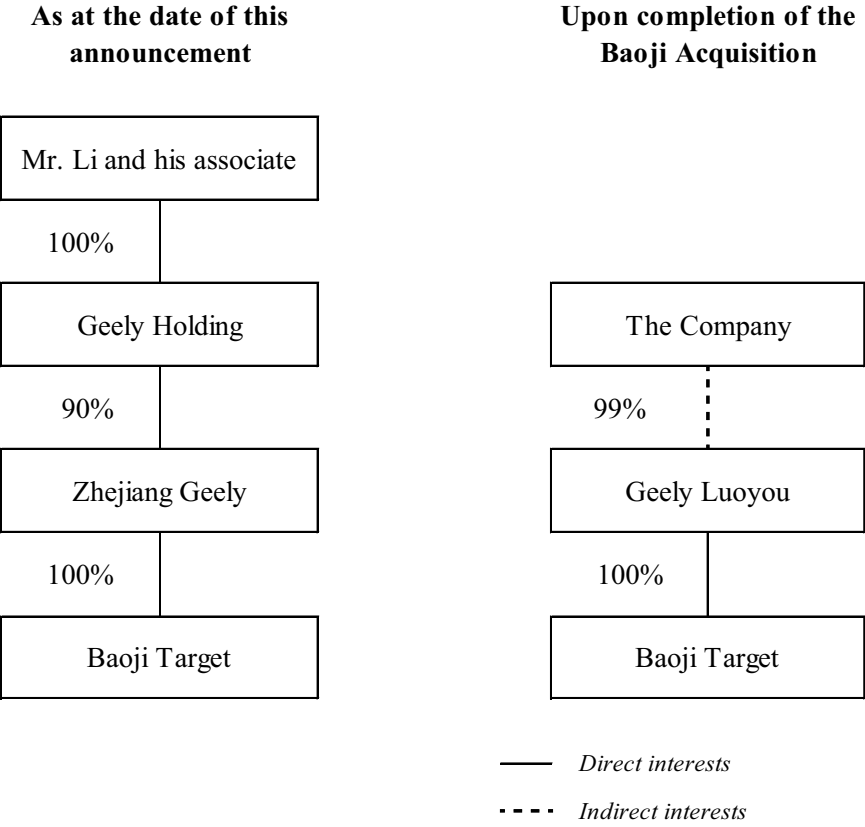 As at the date of this
announcement
Mr. Li and his associate
100%
Geely Holding
90%
Zhejiang Geely
100%
Baoji Target
Upon completion of the
Baoji Acquisition
The Company
99%
Geely Luoyou
100%
Baoji Target
Direct interests
Indirect interests